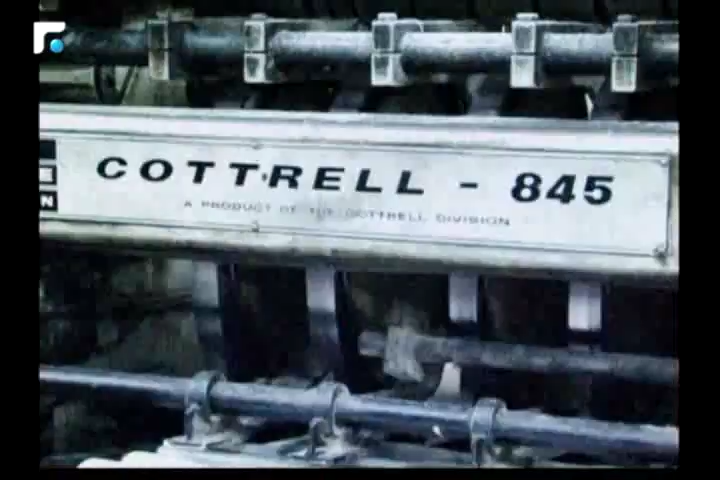 COTTRELL - 845
A PRODUCT OF THE COTTRELL DIVISION
N